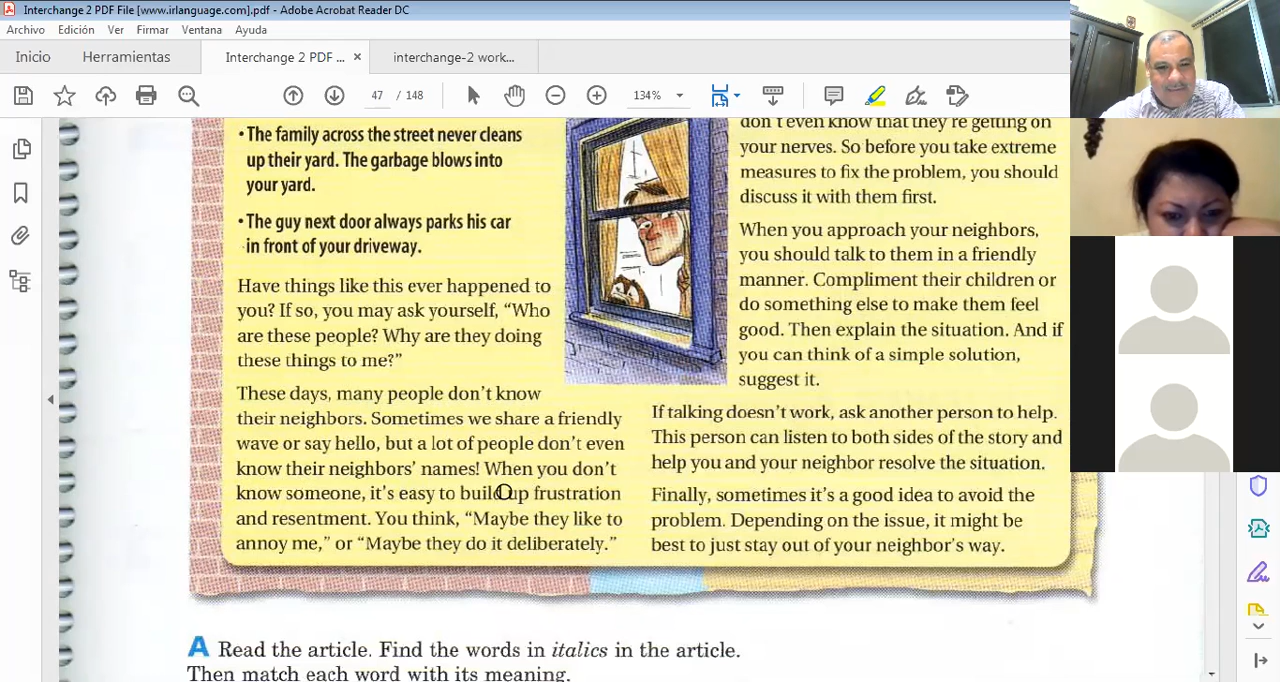 Interchange 2 PDF File [www.irlanguage.com].pdf - Adobe Acrobat Reader DC
Archivo Edición Ver Firmar Ventana Ayuda
Inicio Herramientas Interchange 2 PDF ... × interchange-2 work...
47 / 148 134%
• The family across the street never cleans
up their yard. The garbage blows into
your yard.
• The guy next door always parks his car
in front of your driveway.
Have things like this ever happened to
you? If so, you may ask yourself, “Who
are these people? Why are they doing
these things to me?”
These days, many people don’t know
their neighbors. Sometimes we share a friendly
wave or say hello, but a lot of people don’t even
know their neighbors’ names! When you don’t
know someone, it’s easy to build up frustration
and resentment. You think, “Maybe they like to
annoy me,” or “Maybe they do it deliberately.”
don’t even know that they’re getting on
your nerves. So before you take extreme
measures to fix the problem, you should
discuss it with them first.
When you approach your neighbors,
you should talk to them in a friendly
manner. Compliment their children or
do something else to make them feel
good. Then explain the situation. And if
you can think of a simple solution,
suggest it.
If talking doesn’t work, ask another person to help.
This person can listen to both sides of the story and
help you and your neighbor resolve the situation.
Finally, sometimes it’s a good idea to avoid the
problem. Depending on the issue, it might be
best to just stay out of your neighbor’s way.
A Read the article. Find the words in italics in the article.
Then match each word with its meaning.